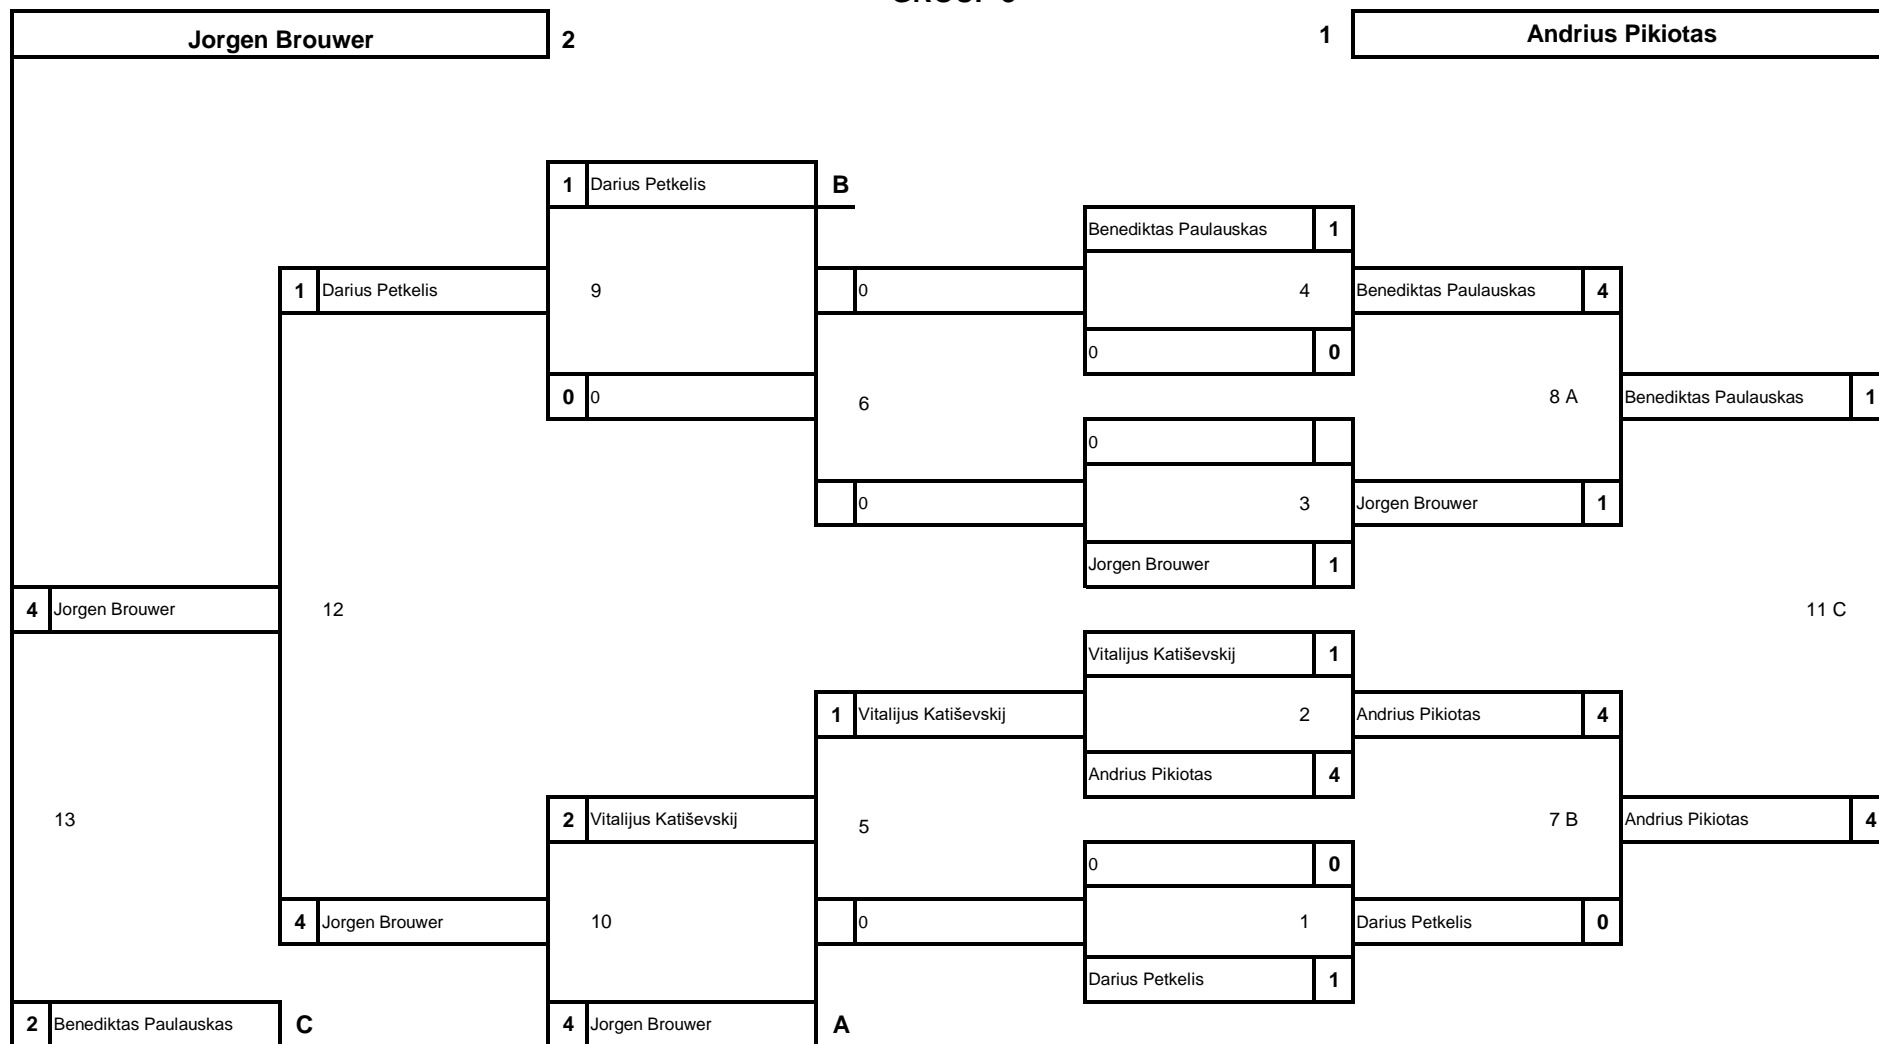 Jorgen Brouwer 2 1 Andrius Pikiotas
1 Darius Petkelis B
Benediktas Paulauskas 1
1 Darius Petkelis 9 0 4 Benediktas Paulauskas 4
0 0
0 0 6 8 A Benediktas Paulauskas 1
0
0 3 Jorgen Brouwer 1
Jorgen Brouwer 1
4 Jorgen Brouwer 12 11 C
Vitalijus Katiševskij 1
1 Vitalijus Katiševskij 2 Andrius Pikiotas 4
Andrius Pikiotas 4
13 2 Vitalijus Katiševskij 5 7 B Andrius Pikiotas 4
0 0
4 Jorgen Brouwer 10 0 1 Darius Petkelis 0
Darius Petkelis 1
2 Benediktas Paulauskas C 4 Jorgen Brouwer A